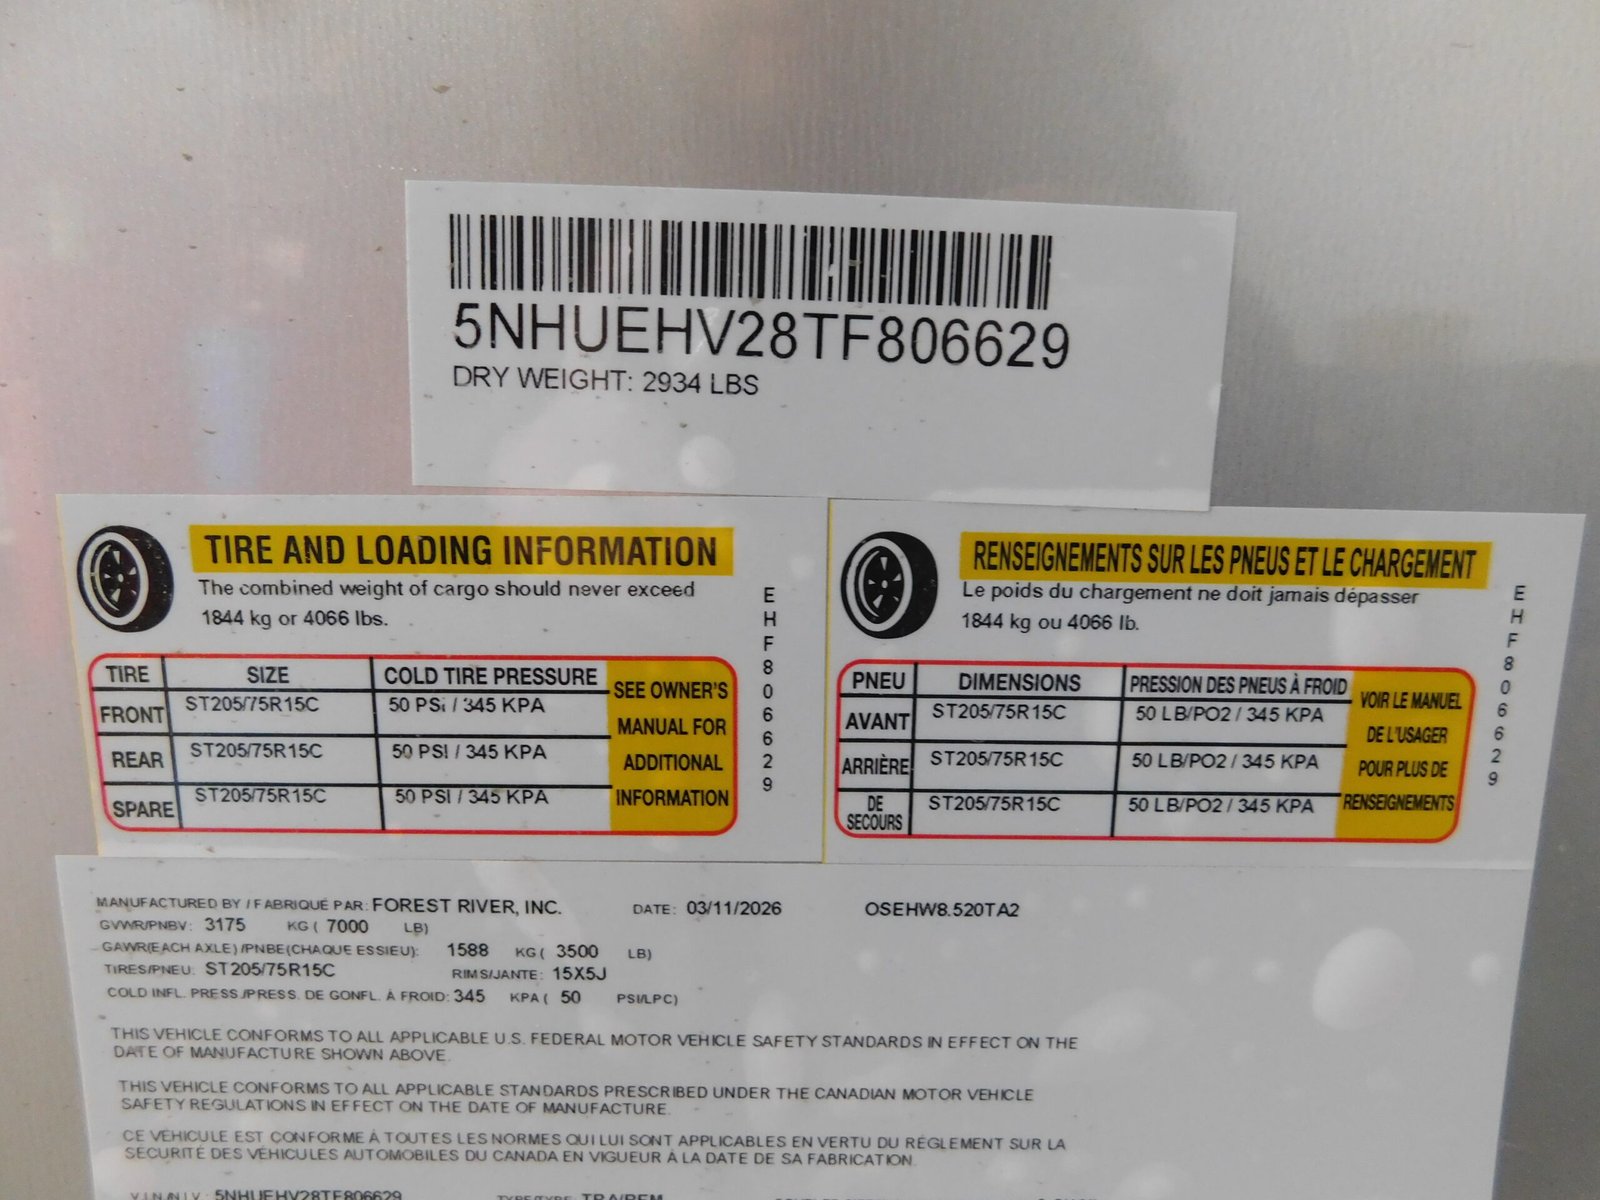 5NHUEHV28TF806629
DRY WEIGHT: 2934 LBS
TIRE AND LOADING INFORMATION
The combined weight of cargo should never exceed
1844 kg or 4066 lbs.
TIRE SIZE COLD TIRE PRESSURE
FRONT ST205/75R15C 50 PSI / 345 KPA
REAR ST205/75R15C 50 PSI / 345 KPA
SPARE ST205/75R15C 50 PSI / 345 KPA
SEE OWNER'S
MANUAL FOR
ADDITIONAL
INFORMATION
EHF806629
RENSEIGNEMENTS SUR LES PNEUS ET LE CHARGEMENT
Le poids du chargement ne doit jamais dépasser
1844 kg ou 4066 lb.
PNEU DIMENSIONS PRESSION DES PNEUS À FROID
AVANT ST205/75R15C 50 LB/PO2 / 345 KPA
ARRIÈRE ST205/75R15C 50 LB/PO2 / 345 KPA
DE SECOURS ST205/75R15C 50 LB/PO2 / 345 KPA
VOIR LE MANUEL
DE L'USAGER
POUR PLUS DE
RENSEIGNEMENTS
EHF806629
MANUFACTURED BY / FABRIQUÉ PAR: FOREST RIVER, INC. DATE: 03/11/2026 OSEHW8.520TA2
GVWR/PNBV: 3175 KG ( 7000 LB)
GAWR(EACH AXLE) /PNBE(CHAQUE ESSIEU): 1588 KG ( 3500 LB)
TIRES/PNEU: ST205/75R15C RIMS/JANTE: 15X5J
COLD INFL. PRESS./PRESS. DE GONFL. À FROID: 345 KPA ( 50 PSI/LPC)
THIS VEHICLE CONFORMS TO ALL APPLICABLE U.S. FEDERAL MOTOR VEHICLE SAFETY STANDARDS IN EFFECT ON THE
DATE OF MANUFACTURE SHOWN ABOVE.
THIS VEHICLE CONFORMS TO ALL APPLICABLE STANDARDS PRESCRIBED UNDER THE CANADIAN MOTOR VEHICLE
SAFETY REGULATIONS IN EFFECT ON THE DATE OF MANUFACTURE.
CE VÉHICULE EST CONFORME À TOUTES LES NORMES QUI LUI SONT APPLICABLES EN VERTU DU RÈGLEMENT SUR LA
SÉCURITÉ DES VÉHICULES AUTOMOBILES DU CANADA EN VIGUEUR À LA DATE DE SA FABRICATION.
V.I.N./N.I.V.: 5NHUEHV28TF806629 TYPE/TYPE: TRA/REM